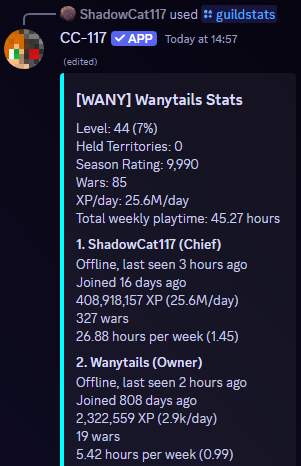 ShadowCat117 used guildstats
CC-117 ✓ APP Today at 14:57
(edited)
[WANY] Wanytails Stats
Level: 44 (7%)
Held Territories: 0
Season Rating: 9,990
Wars: 85
XP/day: 25.6M/day
Total weekly playtime: 45.27 hours
1. ShadowCat117 (Chief)
Offline, last seen 3 hours ago
Joined 16 days ago
408,918,157 XP (25.6M/day)
327 wars
26.88 hours per week (1.45)
2. Wanytails (Owner)
Offline, last seen 2 hours ago
Joined 808 days ago
2,322,559 XP (2.9k/day)
19 wars
5.42 hours per week (0.99)